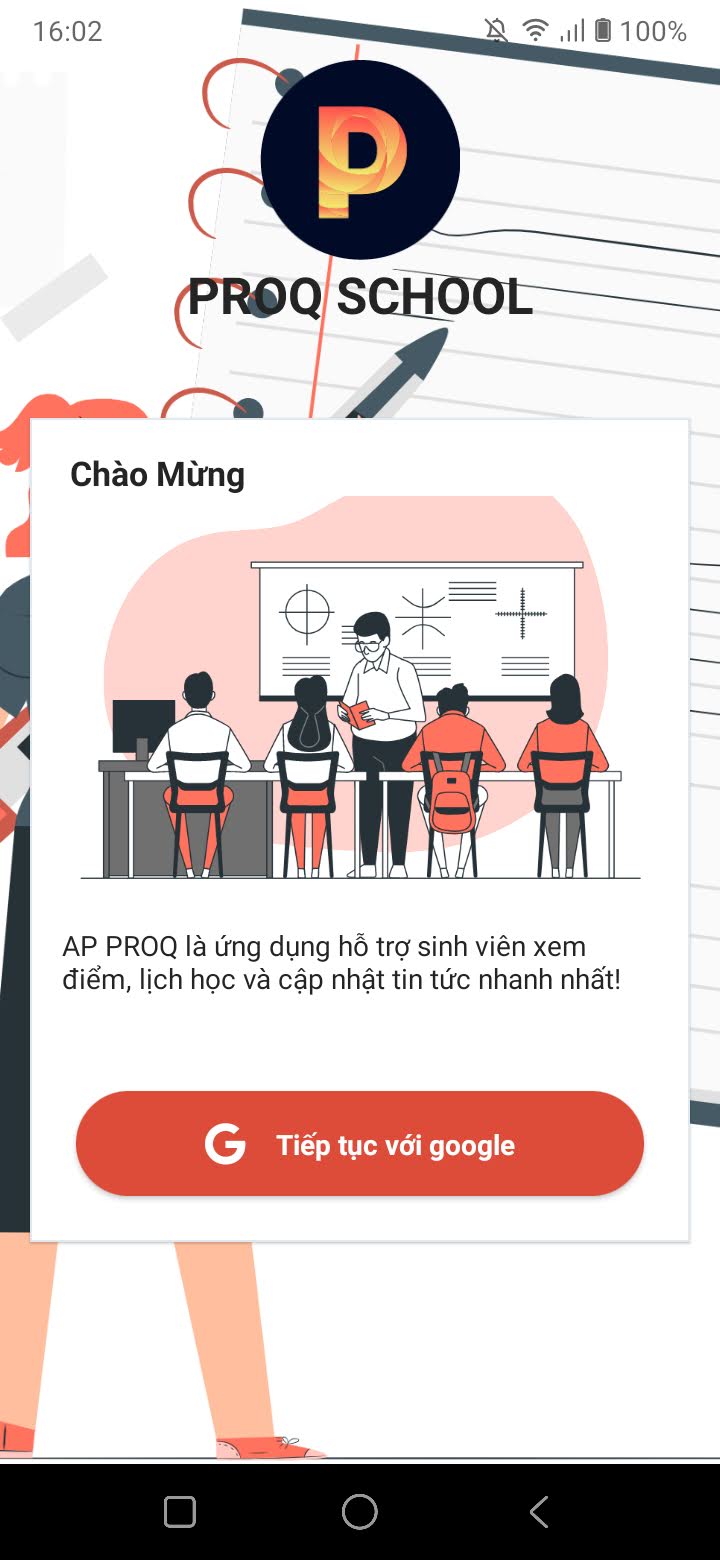 16:02
100%
P
PROQ SCHOOL
Chào Mừng
AP PROQ là ứng dụng hỗ trợ sinh viên xem
điểm, lịch học và cập nhật tin tức nhanh nhất!
G Tiếp tục với google